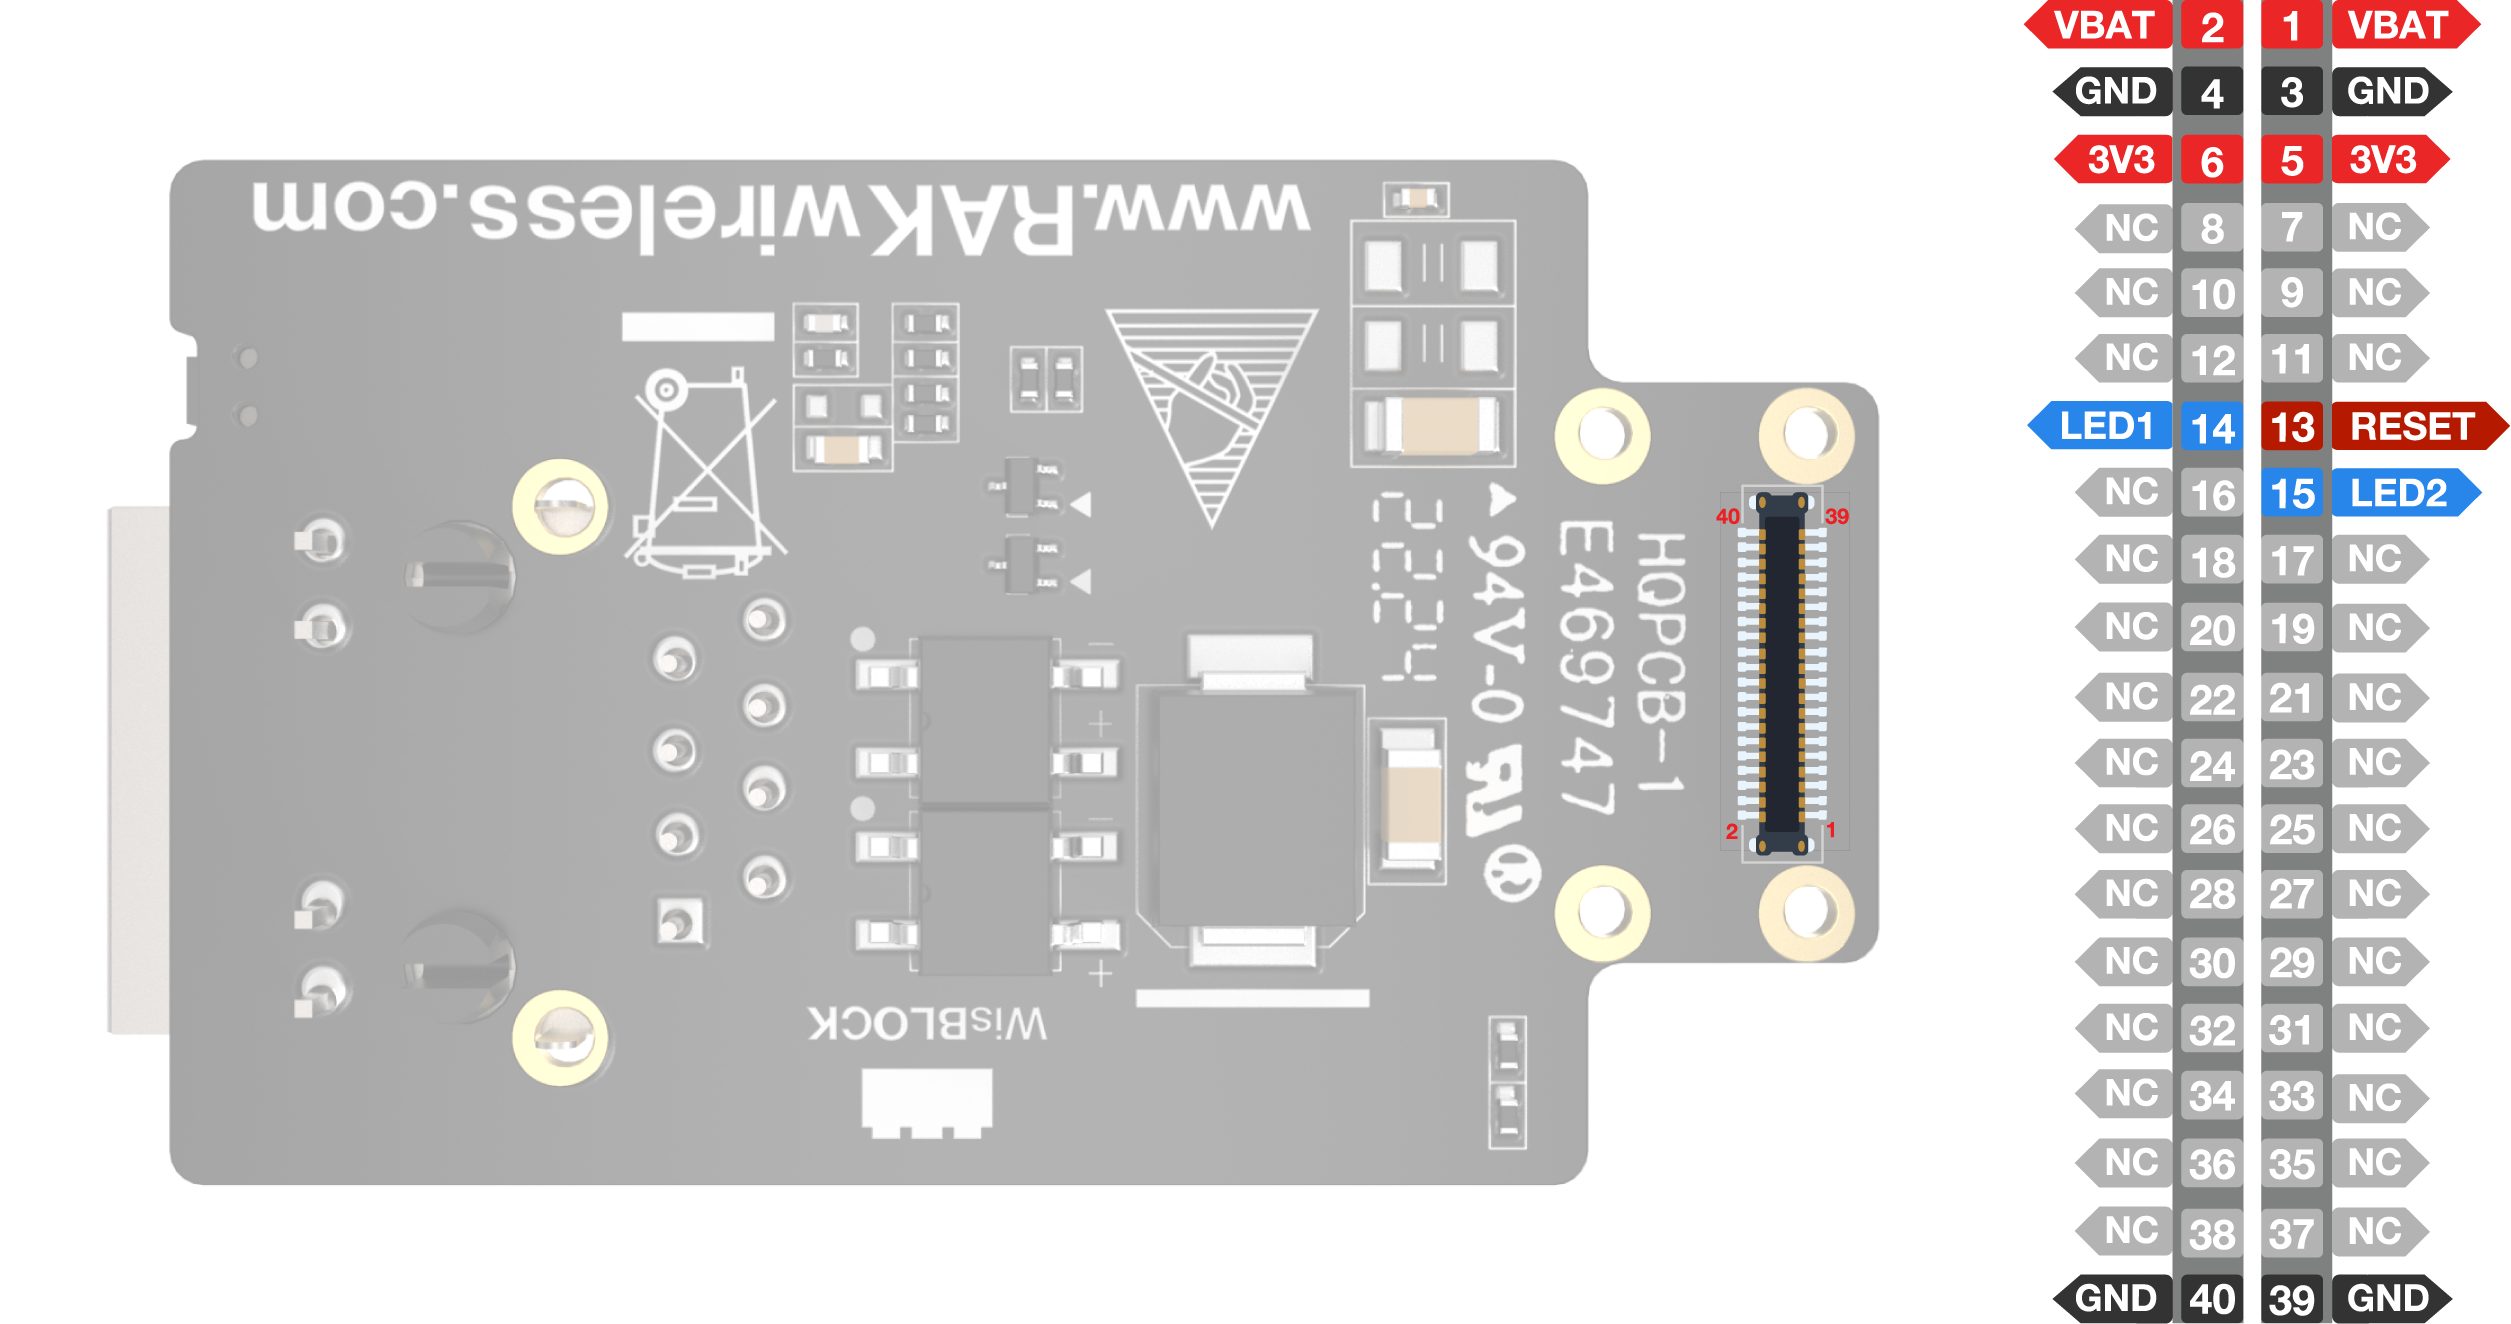 www.RAKwireless.com
94V-0
E469747
HQPCB-1
WisBLOCK
40 39
2 1
VBAT 2 1 VBAT
GND 4 3 GND
3V3 6 5 3V3
NC 8 7 NC
NC 10 9 NC
NC 12 11 NC
LED1 14 13 RESET
NC 16 15 LED2
NC 18 17 NC
NC 20 19 NC
NC 22 21 NC
NC 24 23 NC
NC 26 25 NC
NC 28 27 NC
NC 30 29 NC
NC 32 31 NC
NC 34 33 NC
NC 36 35 NC
NC 38 37 NC
GND 40 39 GND